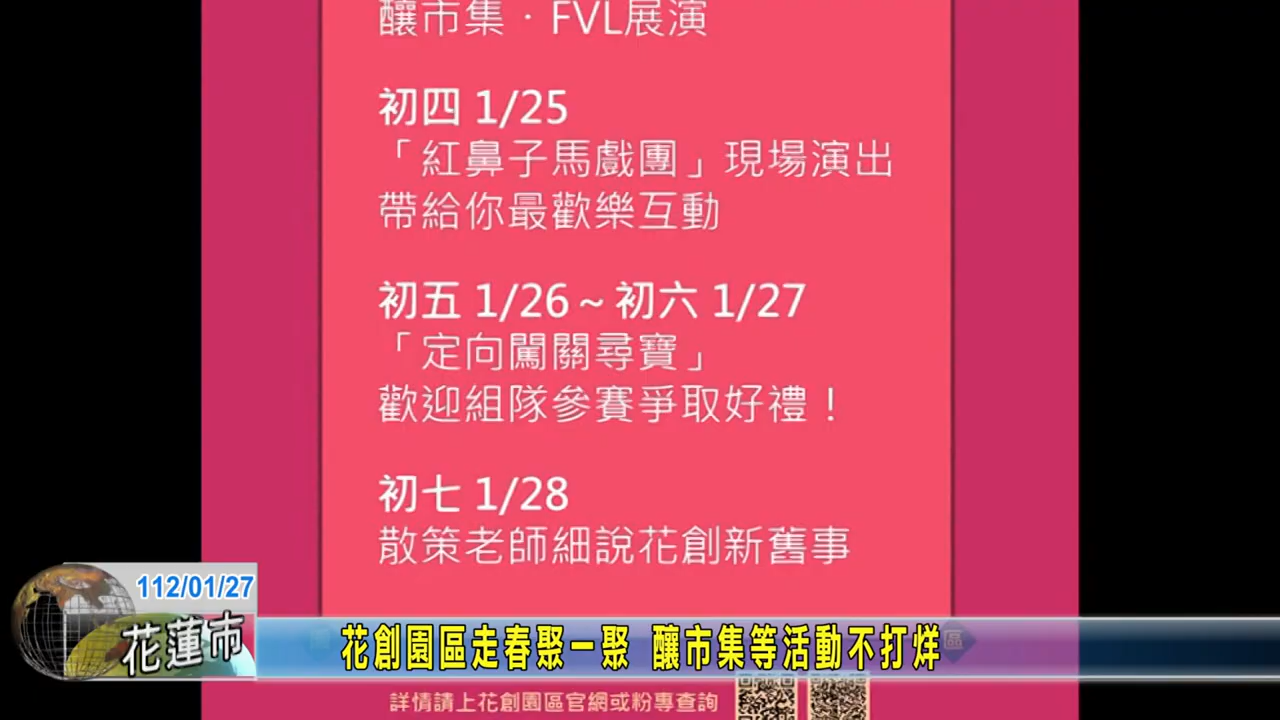 釀市集．FVL展演
初四 1/25
「紅鼻子馬戲團」現場演出
帶給你最歡樂互動
初五 1/26～初六 1/27
「定向闖關尋寶」
歡迎組隊參賽爭取好禮！
初七 1/28
散策老師細說花創新舊事
112/01/27
花蓮市
花創園區走春聚一聚 釀市集等活動不打烊
區
詳情請上花創園區官網或粉專查詢